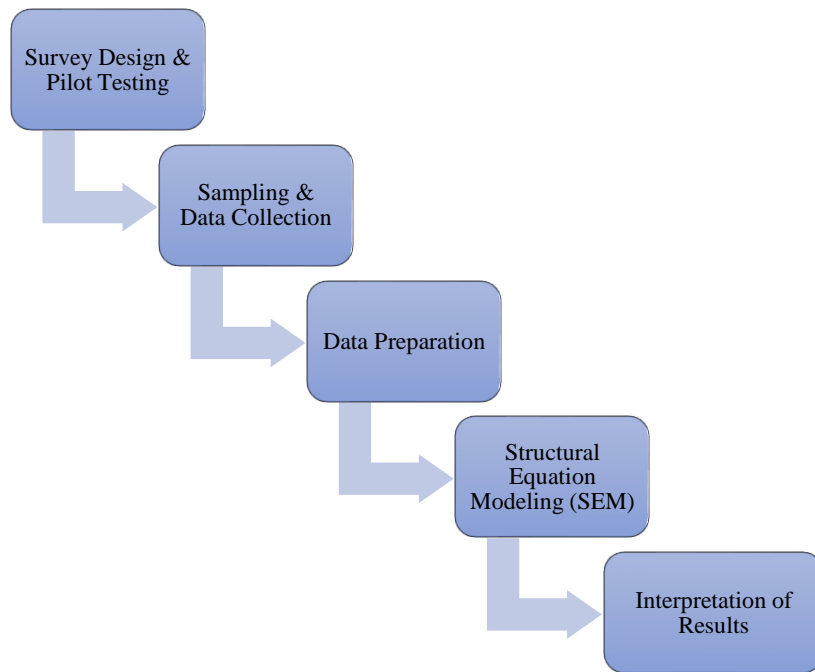 Survey Design &
Pilot Testing
Sampling &
Data Collection
Data Preparation
Structural
Equation
Modeling (SEM)
Interpretation of
Results